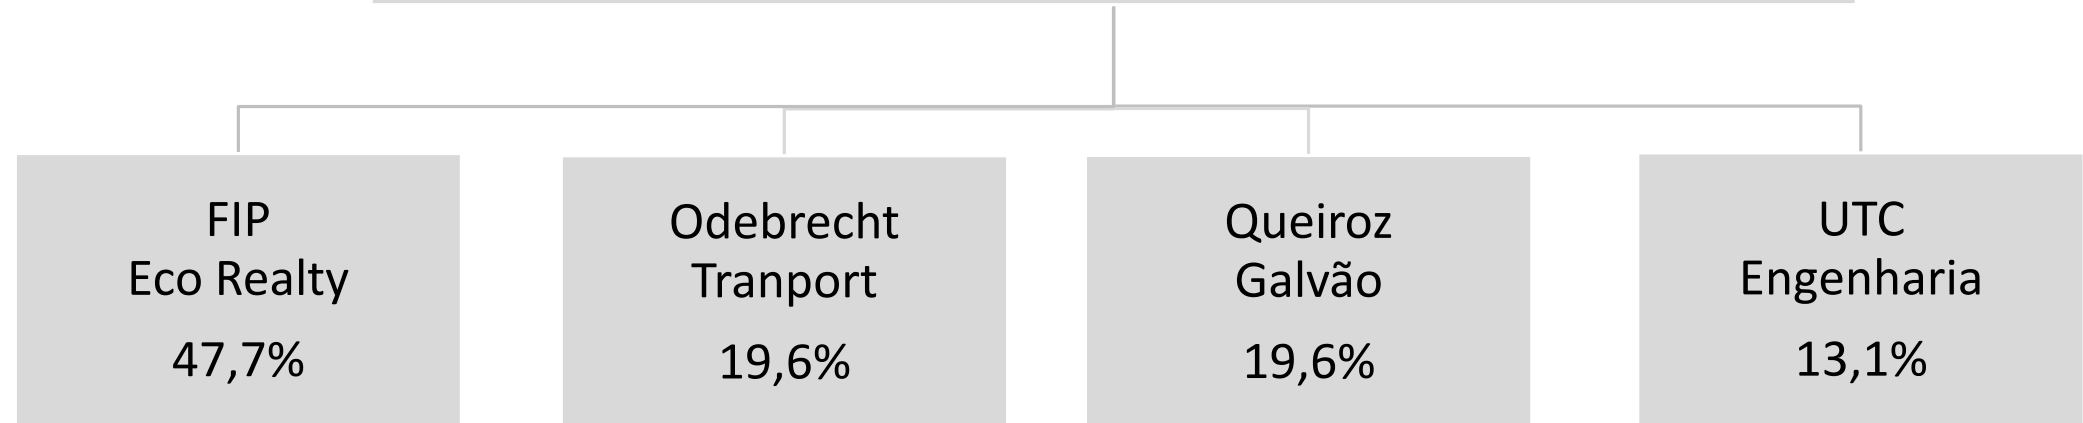 FIP
Eco Realty
47,7%
Odebrecht
Tranport
19,6%
Queiroz
Galvão
19,6%
UTC
Engenharia
13,1%